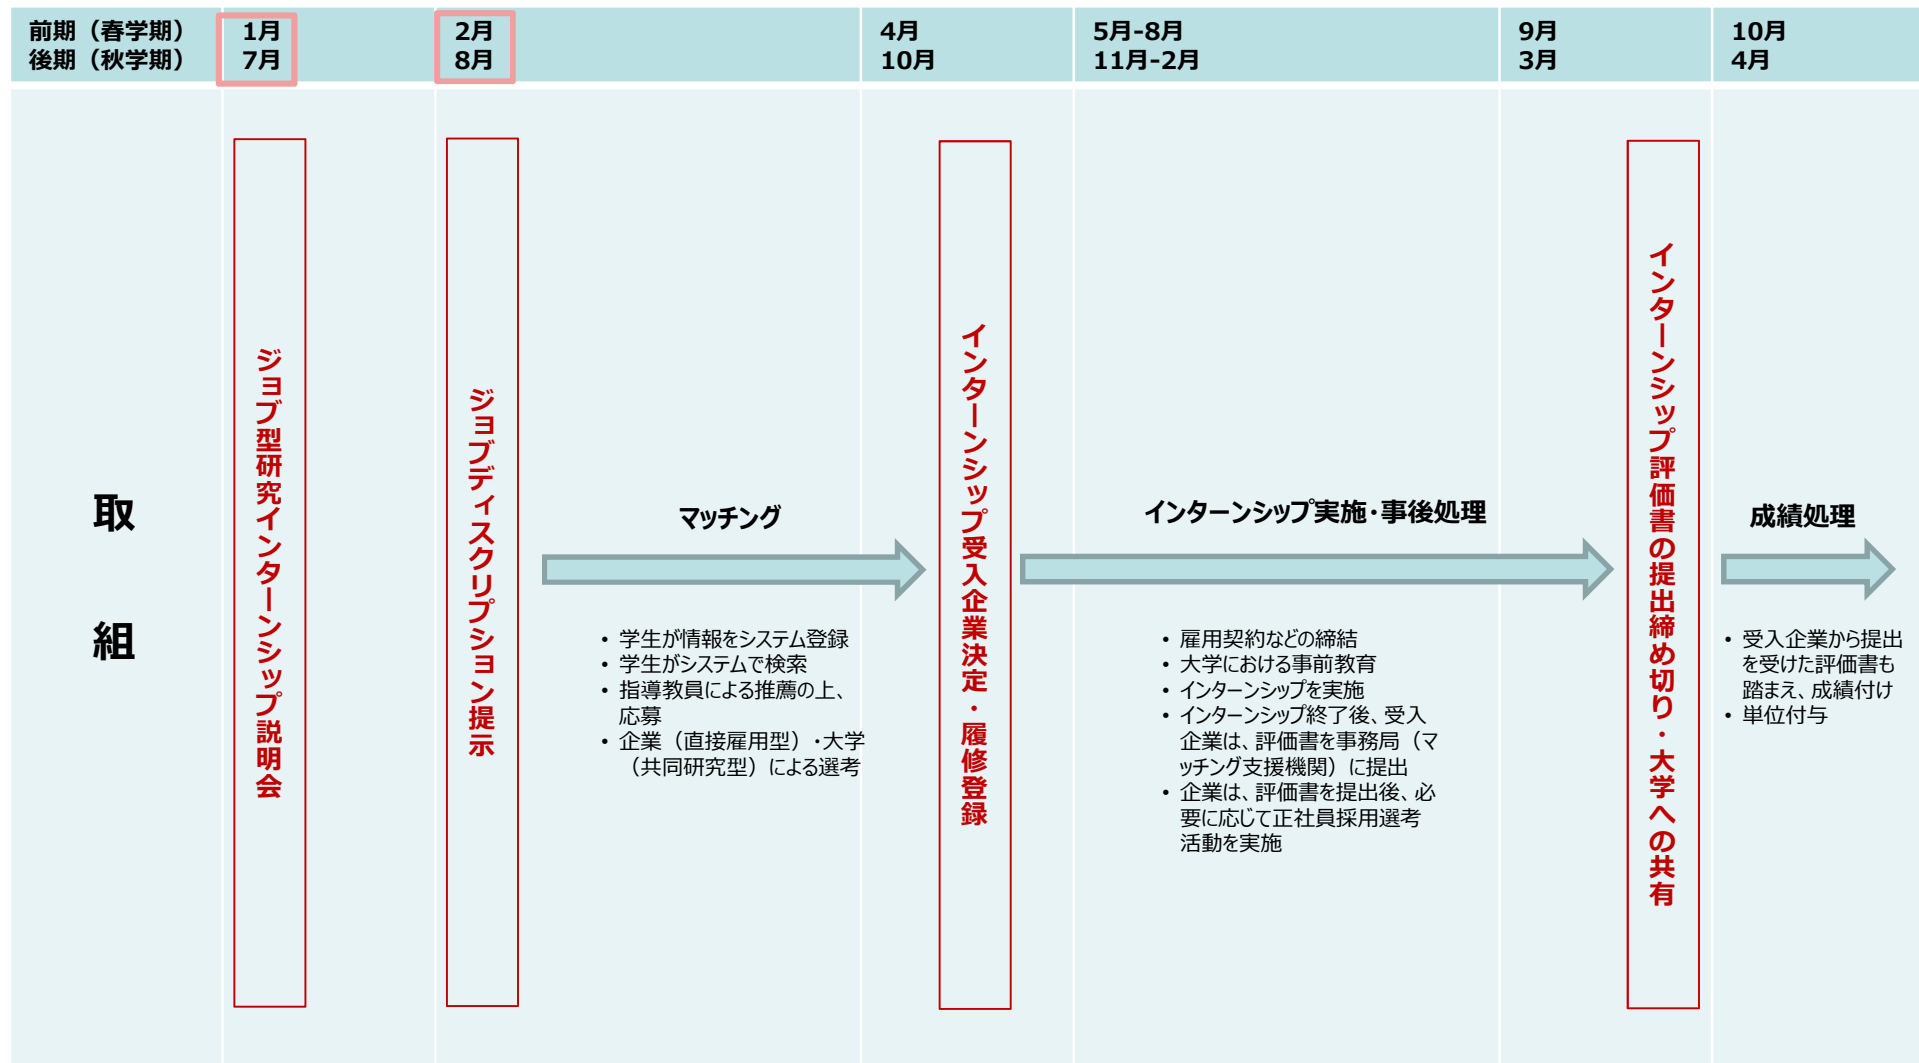 前期（春学期）
後期（秋学期）
1月
7月
2月
8月
4月
10月
5月-8月
11月-2月
9月
3月
10月
4月
取
組
ジョブ型研究インターンシップ説明会
ジョブディスクリプション提示
マッチング
• 学生が情報をシステム登録
• 学生がシステムで検索
• 指導教員による推薦の上、
応募
• 企業（直接雇用型）・大学
（共同研究型）による選考
インターンシップ受入企業決定・履修登録
インターンシップ実施・事後処理
• 雇用契約などの締結
• 大学における事前教育
• インターンシップを実施
• インターンシップ終了後、受入
企業は、評価書を事務局（マ
ッチング支援機関）に提出
• 企業は、評価書を提出後、必
要に応じて正社員採用選考
活動を実施
インターンシップ評価書の提出締め切り・大学への共有
成績処理
• 受入企業から提出
を受けた評価書も
踏まえ、成績付け
• 単位付与